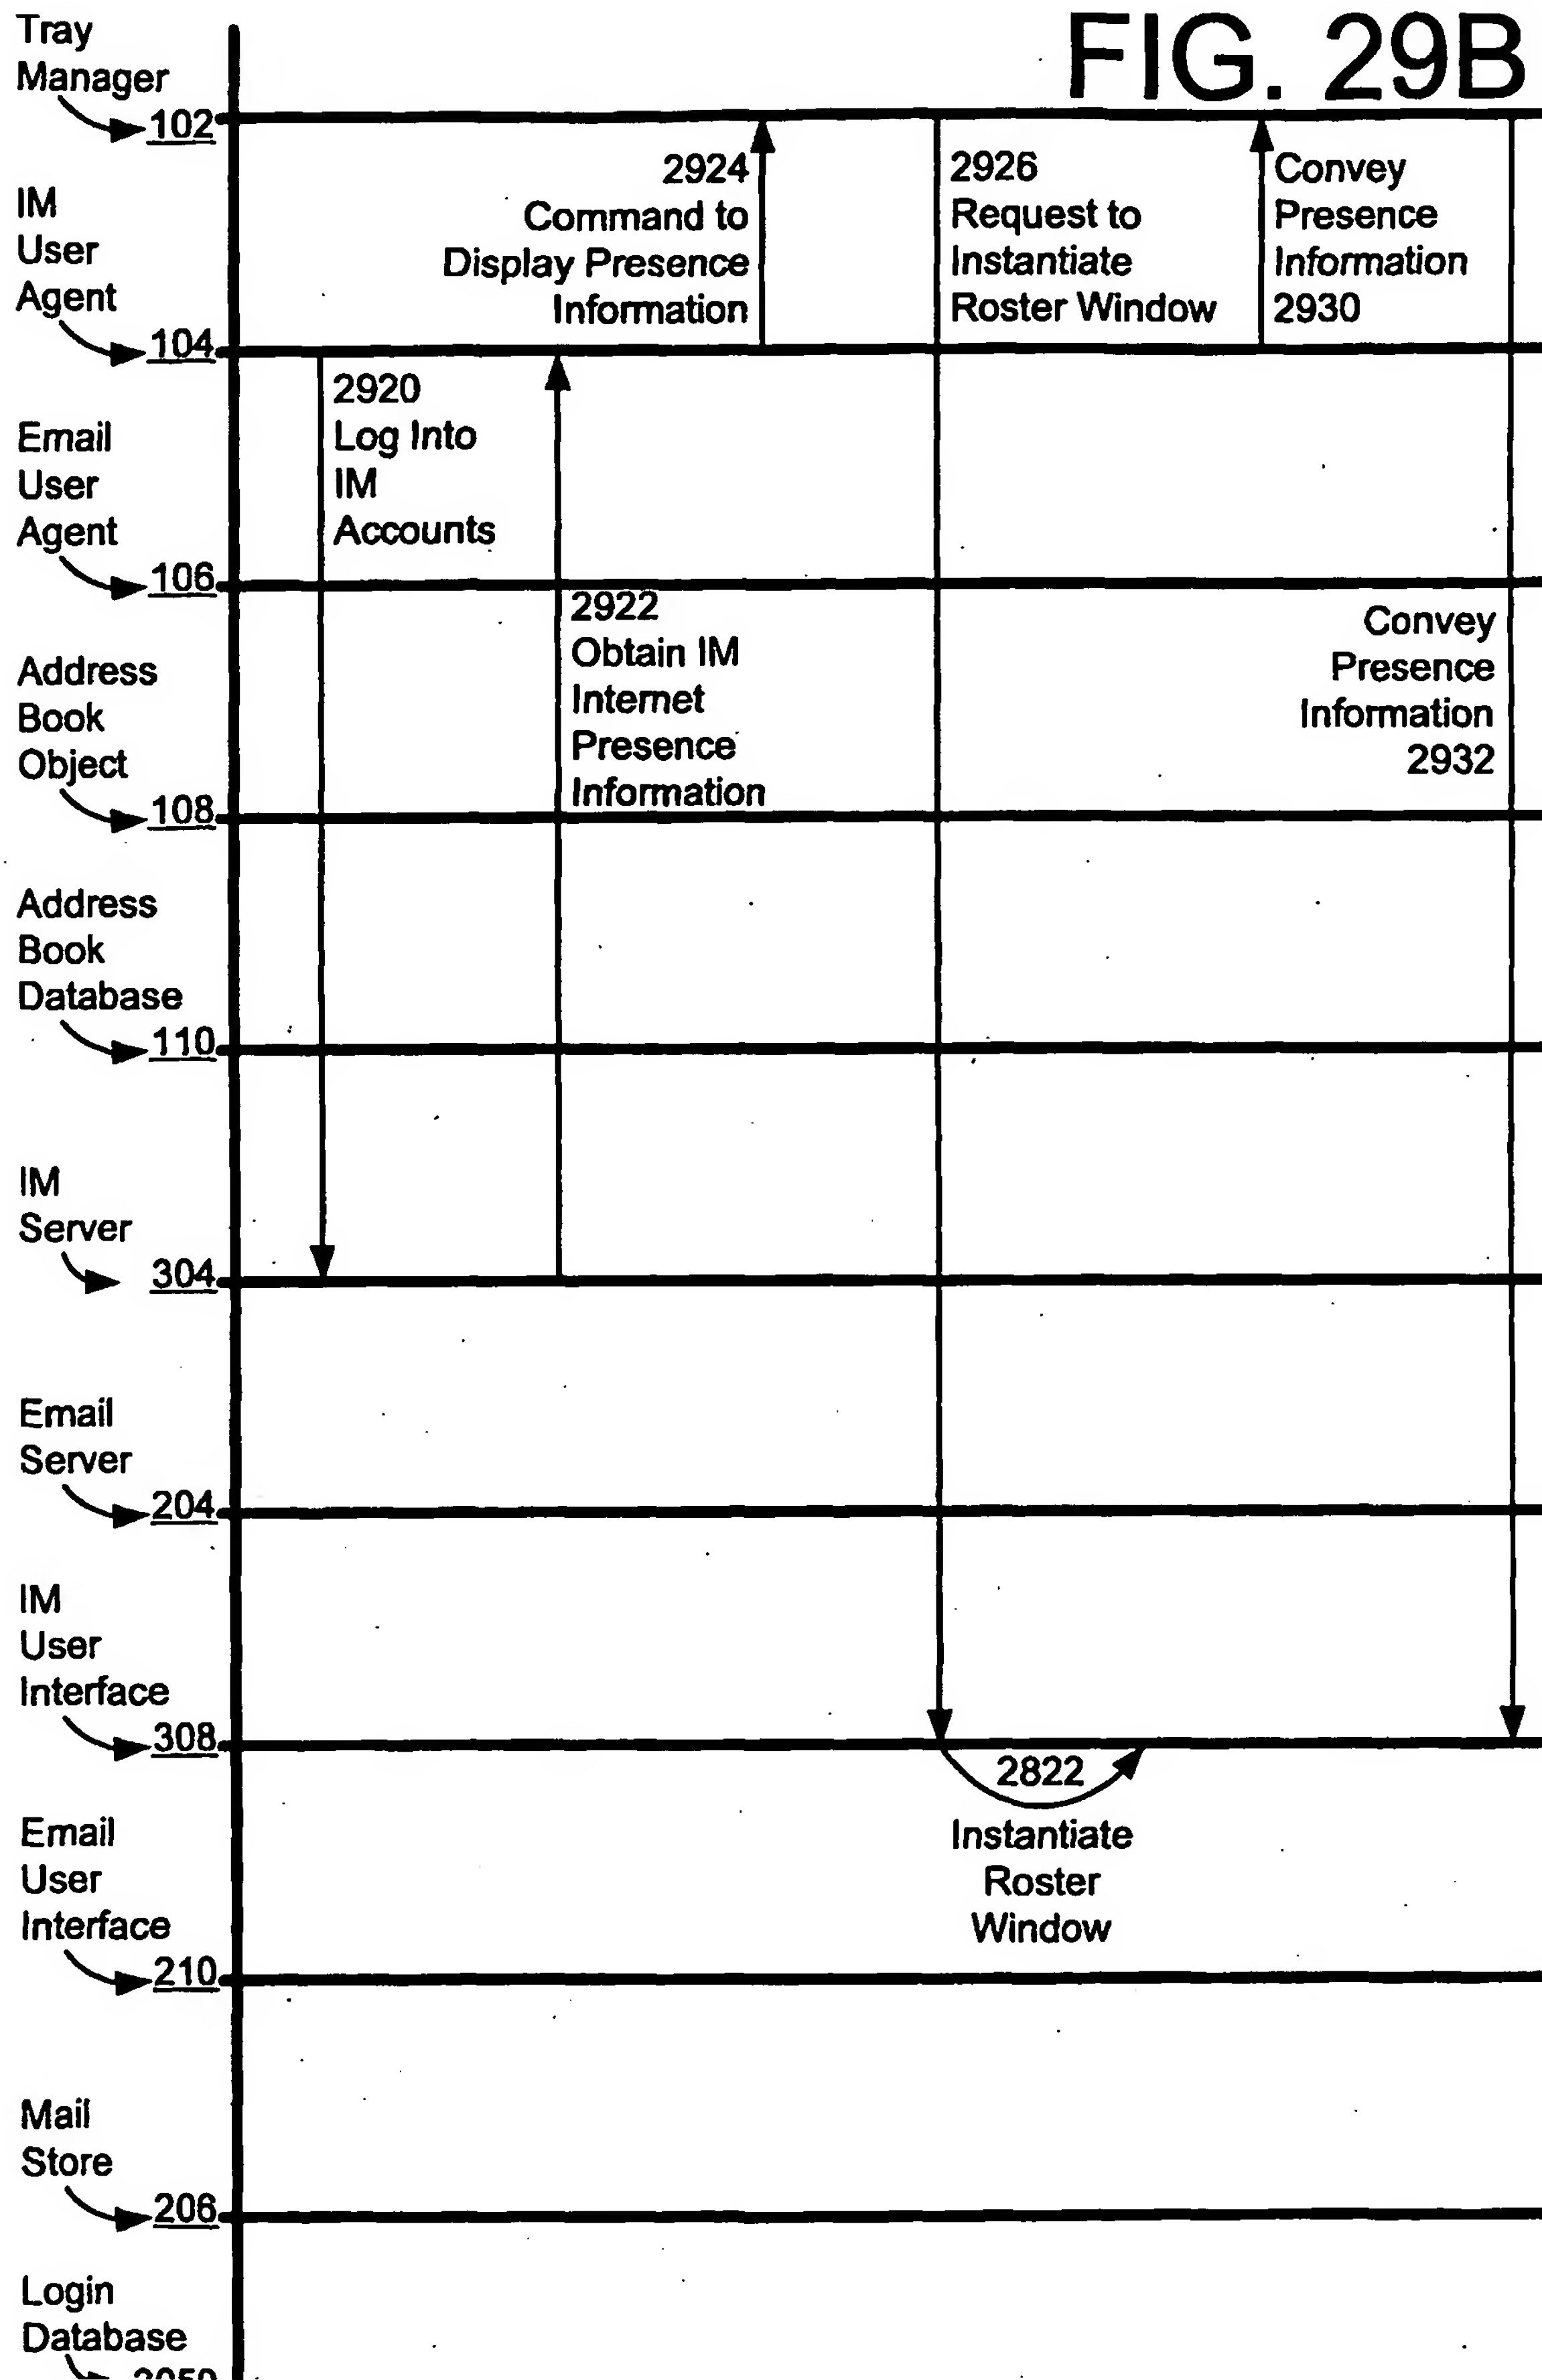 FIG. 29B
Tray
Manager
102
IM
User
Agent
104
Email
User
Agent
106
Address
Book
Object
108
Address
Book
Database
110
IM
Server
304
Email
Server
204
IM
User
Interface
308
Email
User
Interface
210
Mail
Store
206
Login
Database
2920
Log Into
IM
Accounts
2922
Obtain IM
Internet
Presence
Information
2924
Command to
Display Presence
Information
2926
Request to
Instantiate
Roster Window
2822
Instantiate
Roster
Window
Convey
Presence
Information
2930
Convey
Presence
Information
2932